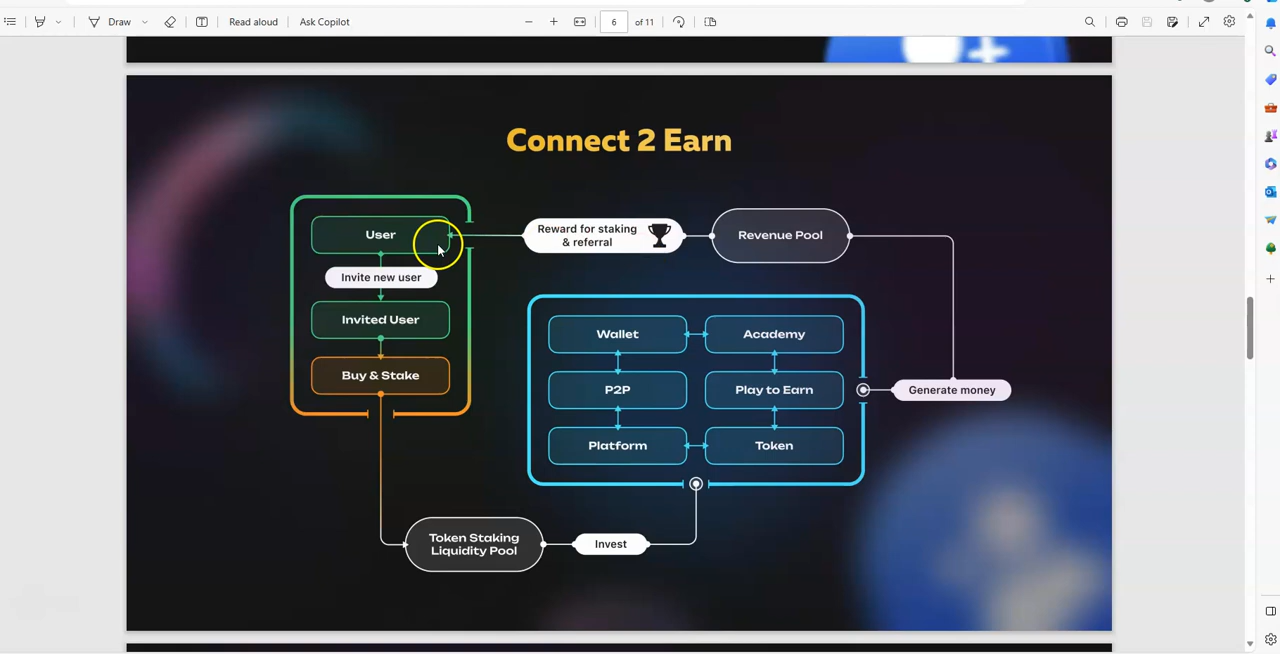 Draw
Read aloud
Ask Copilot
6
of 11
Connect 2 Earn
User
Invite new user
Invited User
Buy & Stake
Reward for staking
& referral
Revenue Pool
Wallet
Academy
P2P
Play to Earn
Platform
Token
Generate money
Token Staking
Liquidity Pool
Invest